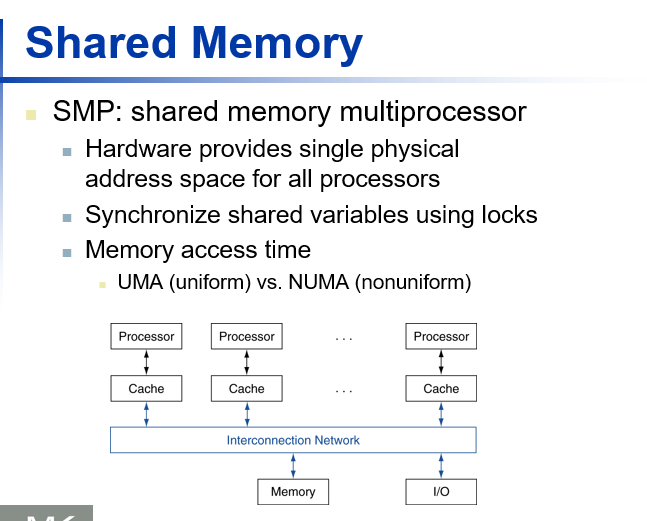 Shared Memory
SMP: shared memory multiprocessor
Hardware provides single physical
address space for all processors
Synchronize shared variables using locks
Memory access time
UMA (uniform) vs. NUMA (nonuniform)
Processor Processor . . . Processor
Cache Cache . . . Cache
Interconnection Network
Memory I/O